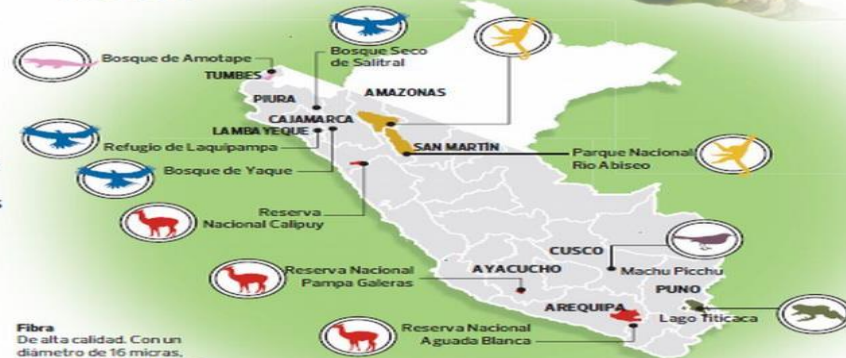 Bosque de Amotape
TUMBES
Bosque Seco
de Salitral
PIURA
AMAZONAS
CAJAMARCA
LAMBAYEQUE
Refugio de Laquipampa
SAN MARTÍN
Parque Nacional
Rio Abiseo
Bosque de Yaque
Reserva
Nacional Calipuy
CUSCO
Machu Picchu
Reserva Nacional
Pampa Galeras
AYACUCHO
PUNO
AREQUIPA
Lago Titicaca
Reserva Nacional
Aguada Blanca
Fibra
De alta calidad. Con un
diámetro de 16 micras,